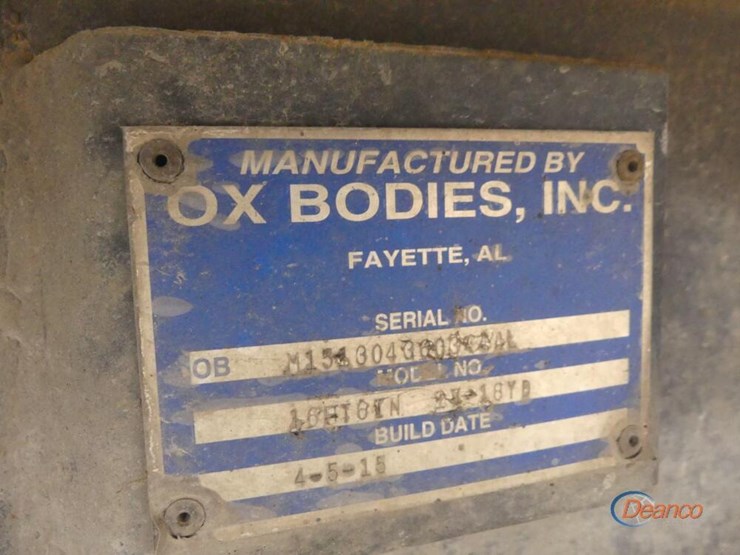 MANUFACTURED BY
OX BODIES, INC.
FAYETTE, AL
SERIAL NO.
OB
MODEL NO.
BUILD DATE
4-5-15
Deanco